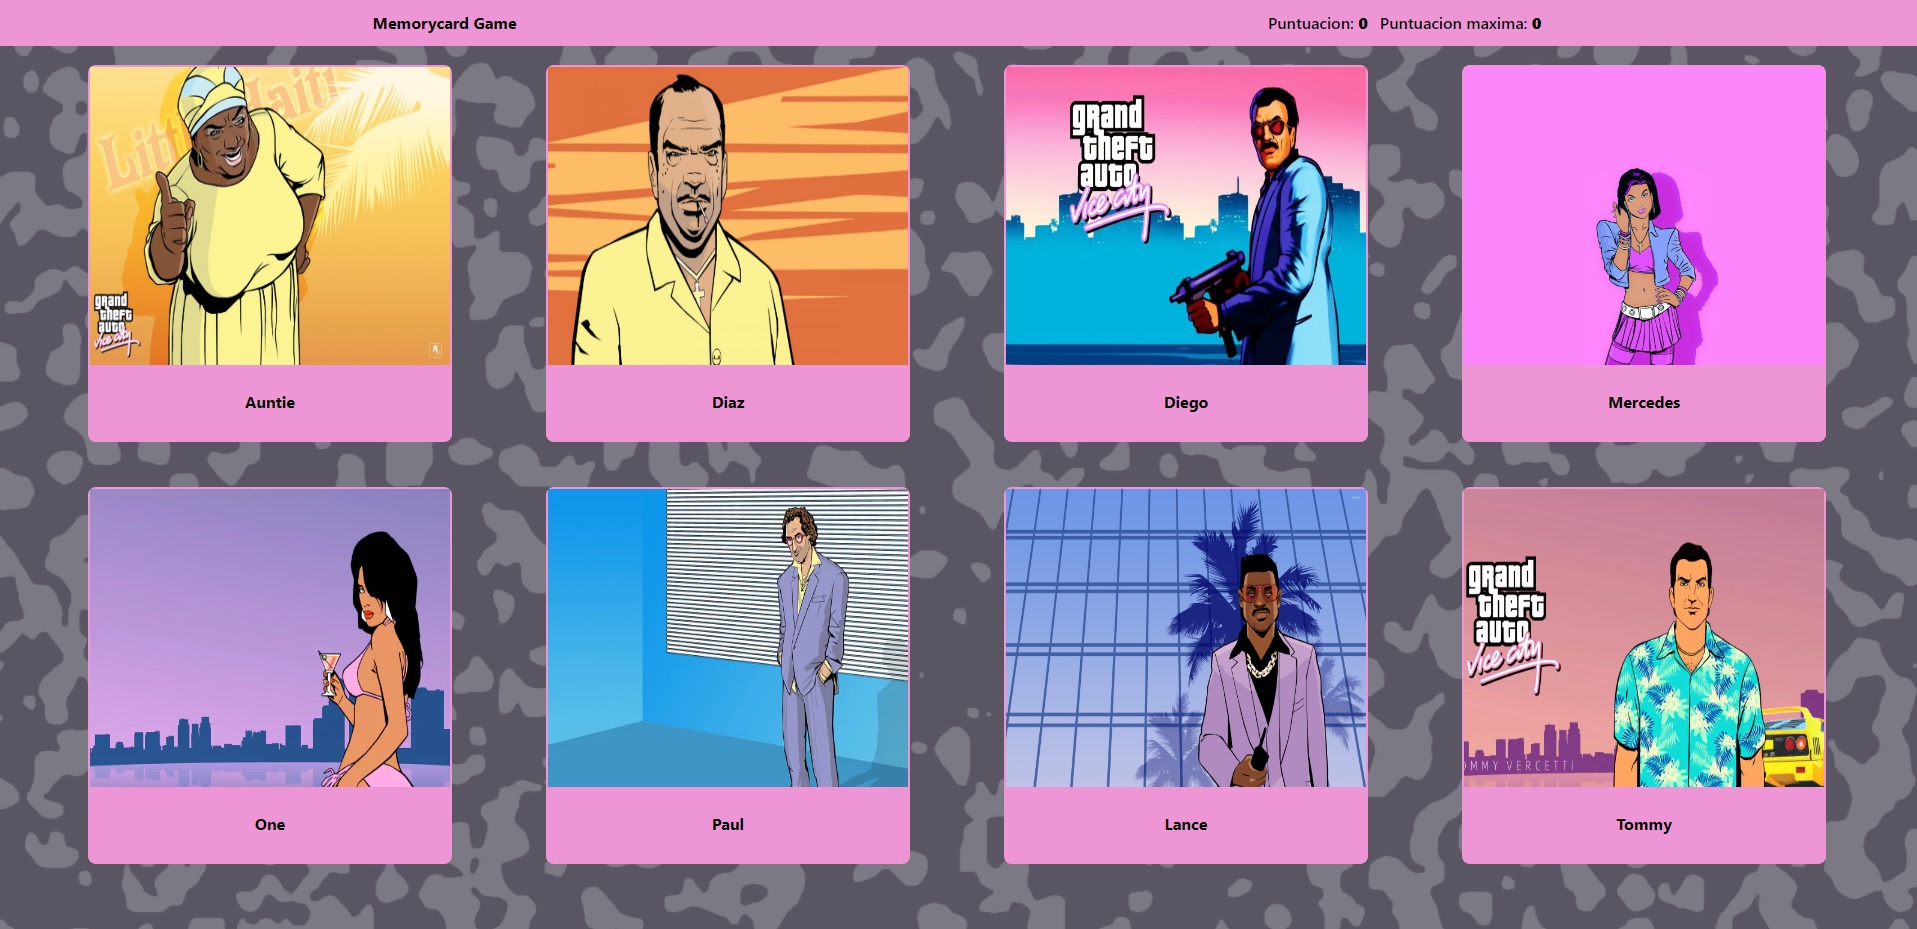 Memorycard Game
Puntuacion: 0 Puntuacion maxima: 0
Little Haiti
grand
theft
auto
vice city
Auntie
Diaz
grand
theft
auto
vice city
Diego
Mercedes
One
Paul
Lance
grand
theft
auto
vice city
OMMY VERCETTI
Tommy